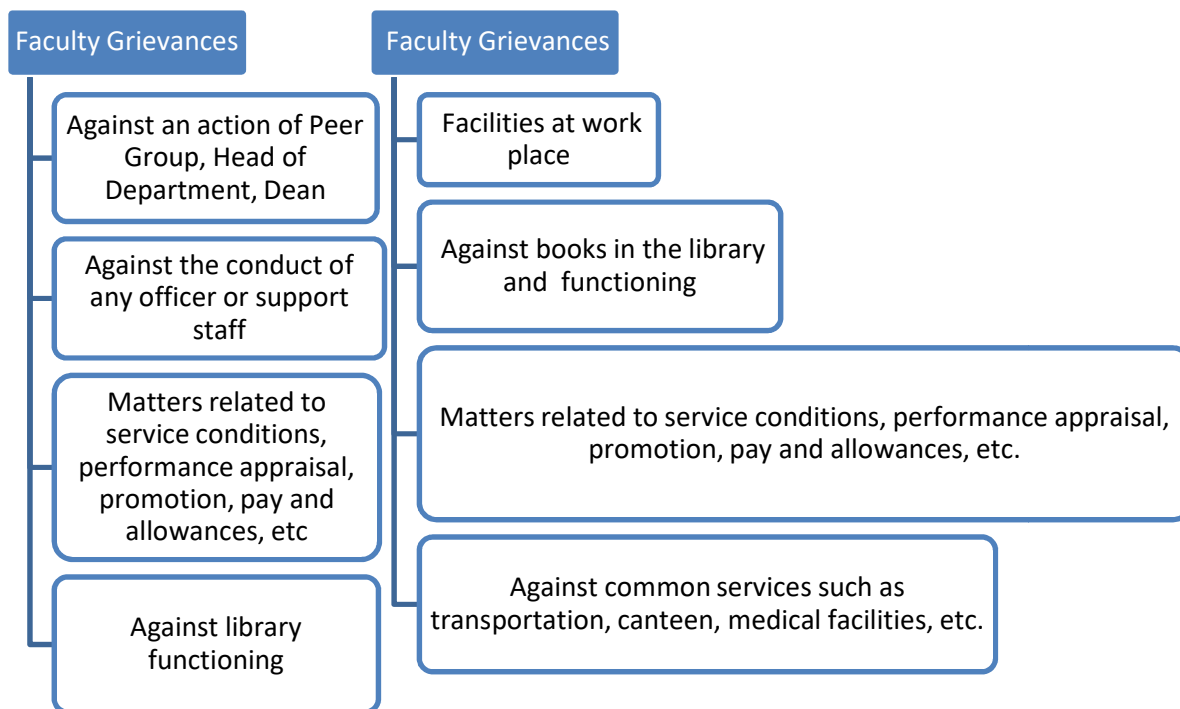 Faculty Grievances
Against an action of Peer
Group, Head of
Department, Dean
Against the conduct of
any officer or support
staff
Matters related to
service conditions,
performance appraisal,
promotion, pay and
allowances, etc
Against library
functioning
Faculty Grievances
Facilities at work
place
Against books in the library
and  functioning
Matters related to service conditions, performance appraisal,
promotion, pay and allowances, etc.
Against common services such as
transportation, canteen, medical facilities, etc.